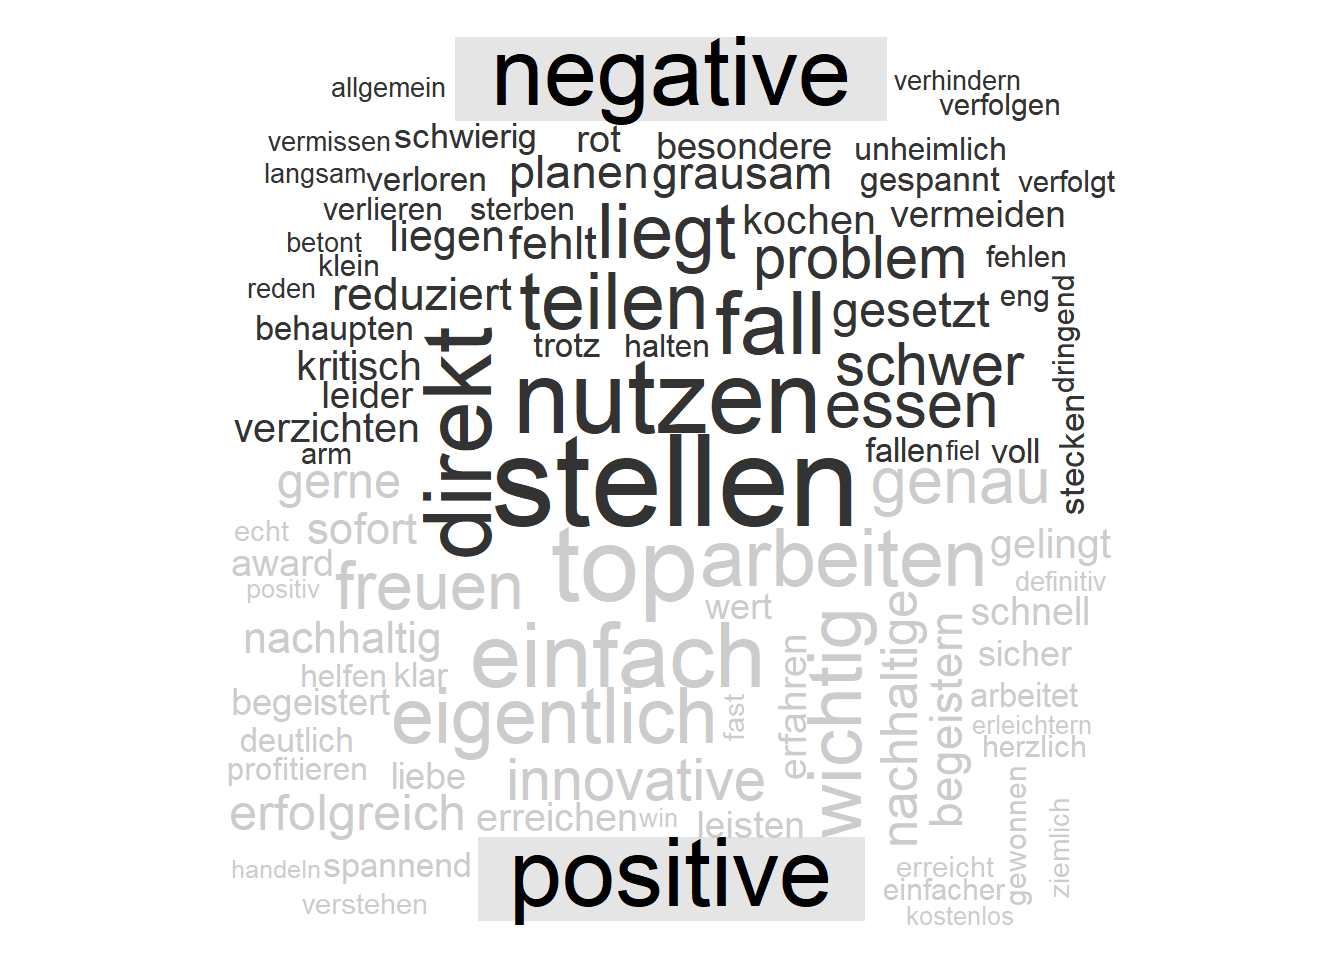 negative
allgemein
verhindern
verfolgen
vermissen
schwierig
rot
besondere
unheimlich
langsam
verloren
planen
grausam
gespannt
verfolgt
verlieren
sterben
liegt
kochen
vermeiden
betont
liegen
fehlt
problem
fehlen
klein
reden
reduziert
teilen
fall
gesetzt
eng
dringend
behaupten
trotz
halten
kritisch
direkt
nutzen
schwer
leider
essen
verzichten
stecken
arm
fallen
fiel
voll
stellen
gerne
genau
echt
sofort
top
arbeiten
gelingt
award
positiv
freuen
wert
definitiv
schnell
nachhaltig
einfach
wichtig
nachhaltige
begeistern
sicher
helfen
klar
erfahren
begeistert
eigentlich
fast
arbeitet
erleichtern
deutlich
herzlich
profitieren
liebe
innovative
erfolgreich
erreichen
win
leisten
gewonnen
ziemlich
handeln
spannend
erreicht
einfacher
verstehen
kostenlos
positive